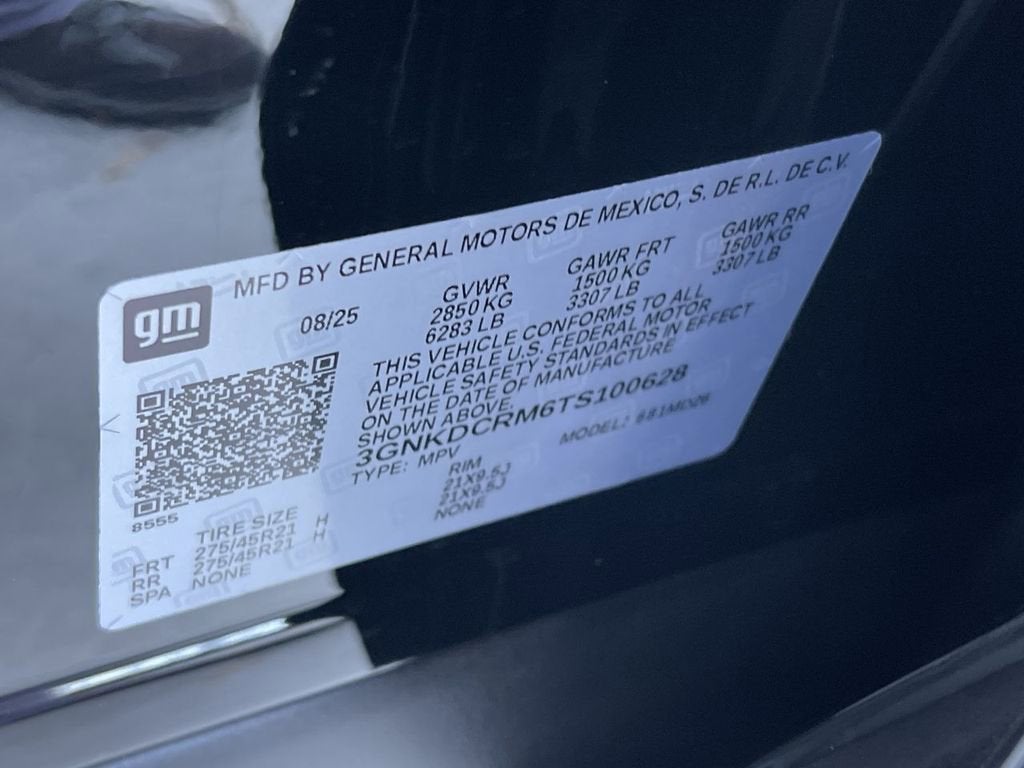 MFD BY GENERAL MOTORS DE MEXICO, S. DE R.L. DE C.V.
gm
08/25
GVWR
2850 KG
6283 LB
GAWR FRT
1500 KG
3307 LB
GAWR RR
1500 KG
3307 LB
THIS VEHICLE CONFORMS TO ALL
APPLICABLE U.S. FEDERAL MOTOR
VEHICLE SAFETY STANDARDS IN EFFECT
ON THE DATE OF MANUFACTURE
SHOWN ABOVE.
3GNKDCRM6TS100628
TYPE: MPV
MODEL:
8555
TIRE SIZE
RIM
FRT 275/45R21 H 21X9.5J
RR 275/45R21 H 21X9.5J
SPA NONE NONE